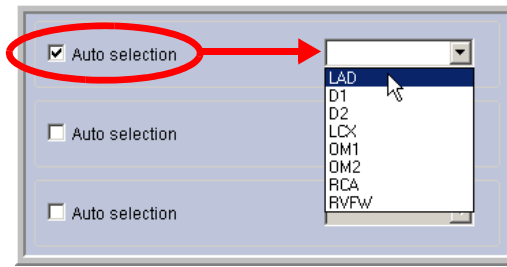 Auto selection
LAD
D1
D2
LCX
OM1
OM2
RCA
RVFW
Auto selection
Auto selection